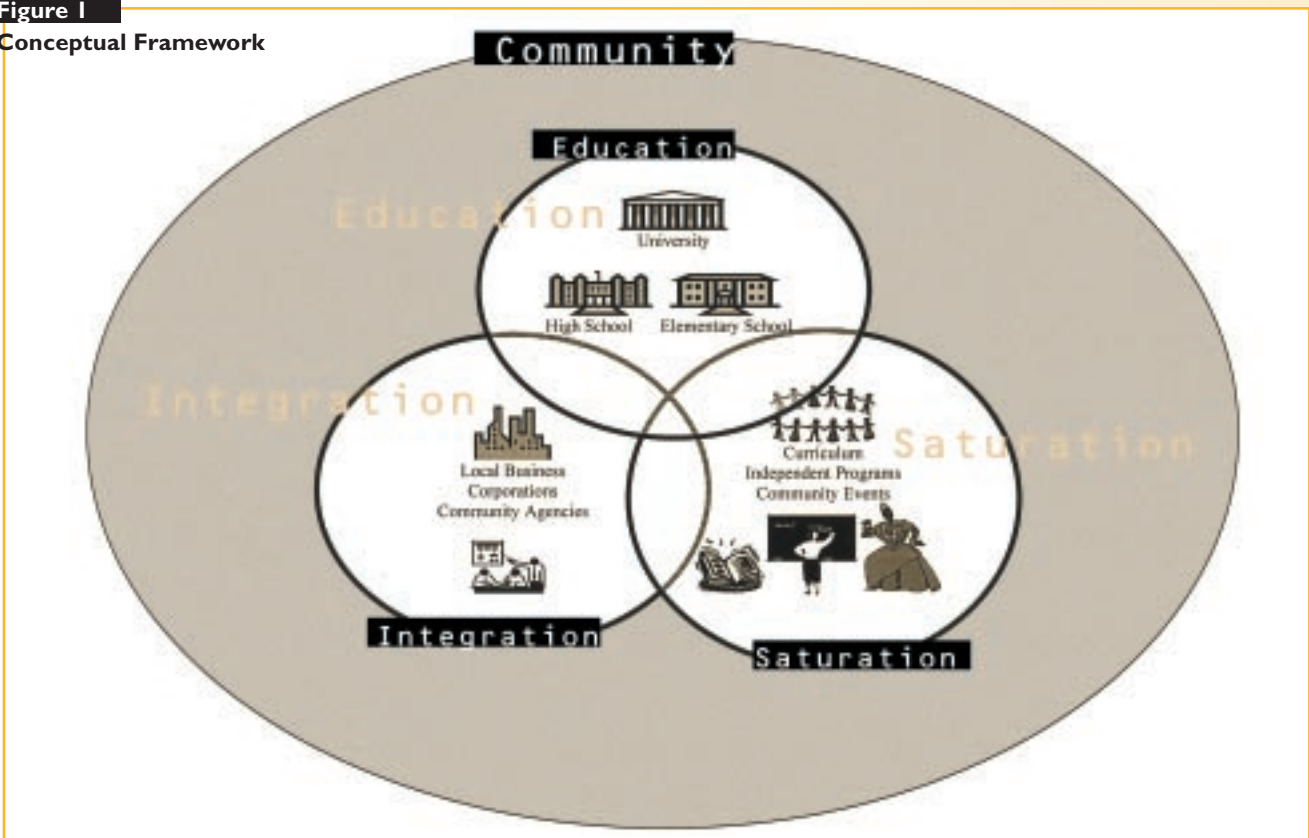 Figure 1
Conceptual Framework
Community
Education
Education
University
High School
Elementary School
Integration
Saturation
Local Business
Corporations
Community Agencies
Curriculum
Independent Programs
Community Events
Integration
Saturation